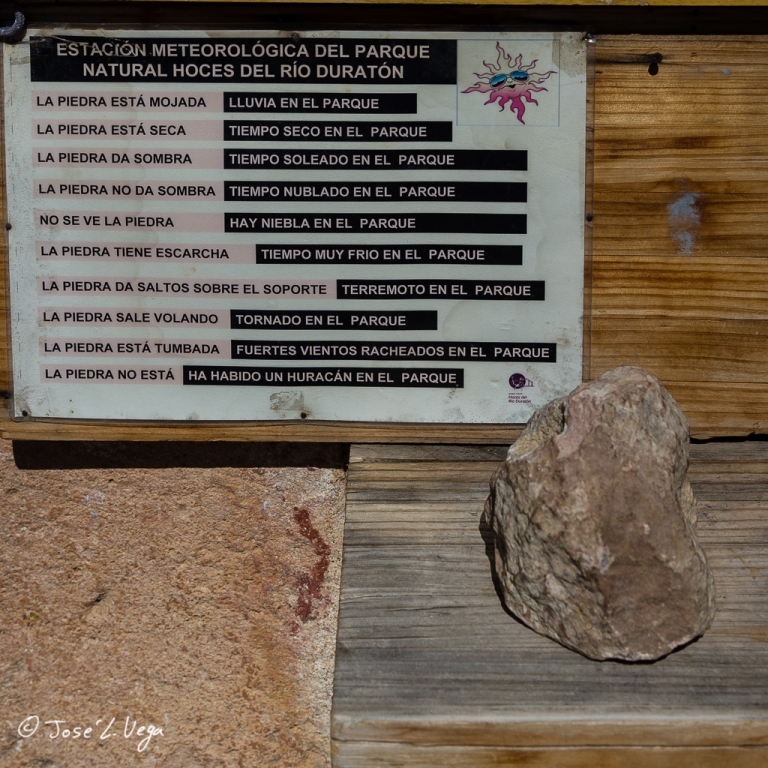 ESTACIÓN METEOROLÓGICA DEL PARQUE
NATURAL HOCES DEL RÍO DURATÓN
LA PIEDRA ESTÁ MOJADA LLUVIA EN EL PARQUE
LA PIEDRA ESTÁ SECA TIEMPO SECO EN EL PARQUE
LA PIEDRA DA SOMBRA TIEMPO SOLEADO EN EL PARQUE
LA PIEDRA NO DA SOMBRA TIEMPO NUBLADO EN EL PARQUE
NO SE VE LA PIEDRA HAY NIEBLA EN EL PARQUE
LA PIEDRA TIENE ESCARCHA TIEMPO MUY FRIO EN EL PARQUE
LA PIEDRA DA SALTOS SOBRE EL SOPORTE TERREMOTO EN EL PARQUE
LA PIEDRA SALE VOLANDO TORNADO EN EL PARQUE
LA PIEDRA ESTÁ TUMBADA FUERTES VIENTOS RACHEADOS EN EL PARQUE
LA PIEDRA NO ESTÁ HA HABIDO UN HURACÁN EN EL PARQUE
Hoces del
Río Duratón
© José L. Vega